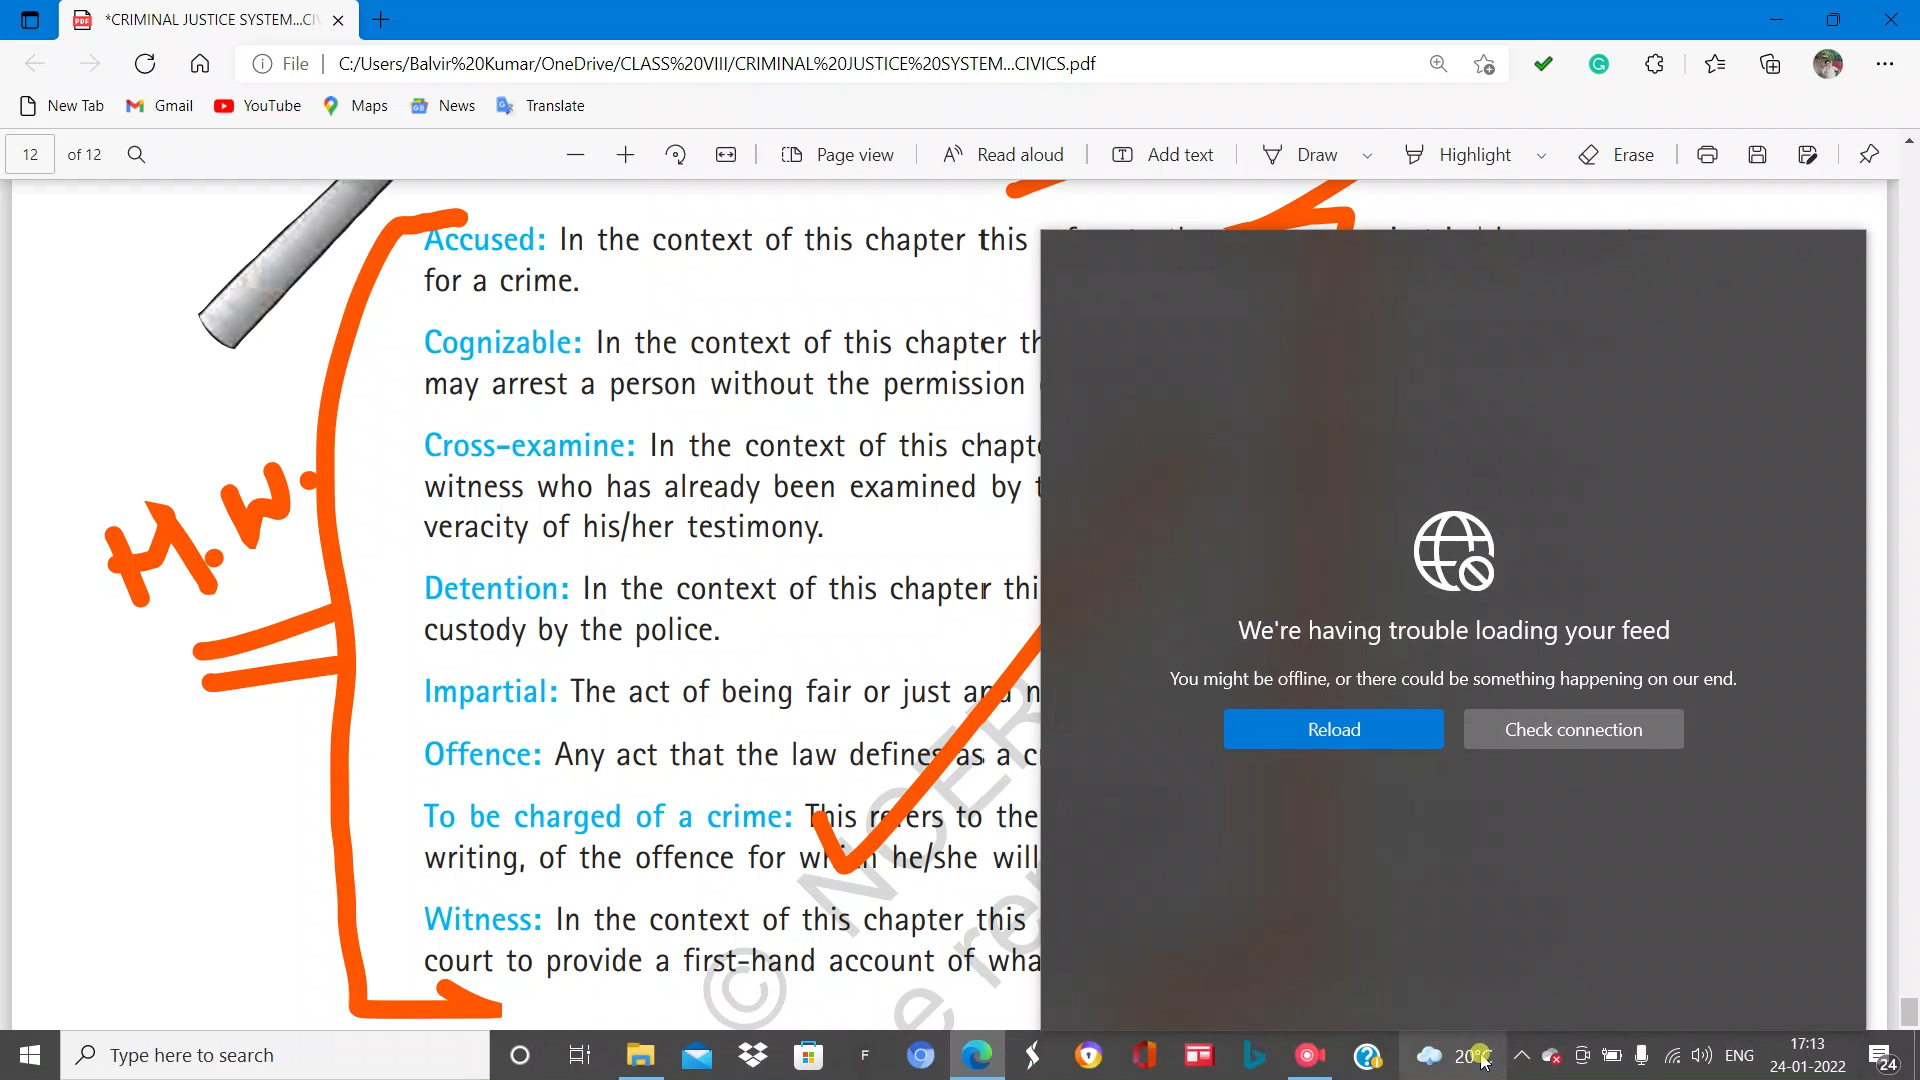 *CRIMINAL JUSTICE SYSTEM...CI
File
C:/Users/Balvir%20Kumar/OneDrive/CLASS%20VIII/CRIMINAL%20JUSTICE%20SYSTEM...CIVICS.pdf
New Tab Gmail YouTube Maps News Translate
12 of 12 Page view Read aloud Add text Draw Highlight Erase
Accused: In the context of this chapter this
for a crime.
Cognizable: In the context of this chapter th
may arrest a person without the permission
Cross-examine: In the context of this chapte
witness who has already been examined by t
veracity of his/her testimony.
H.W.
Detention: In the context of this chapter thi
custody by the police.
Impartial: The act of being fair or just and n
Offence: Any act that the law defines as a c
To be charged of a crime: This refers to the
writing, of the offence for which he/she will
Witness: In the context of this chapter this
court to provide a first-hand account of wha
© NCER
e re
We're having trouble loading your feed
You might be offline, or there could be something happening on our end.
Reload Check connection
Type here to search
F
20°C
ENG
17:13
24-01-2022
24